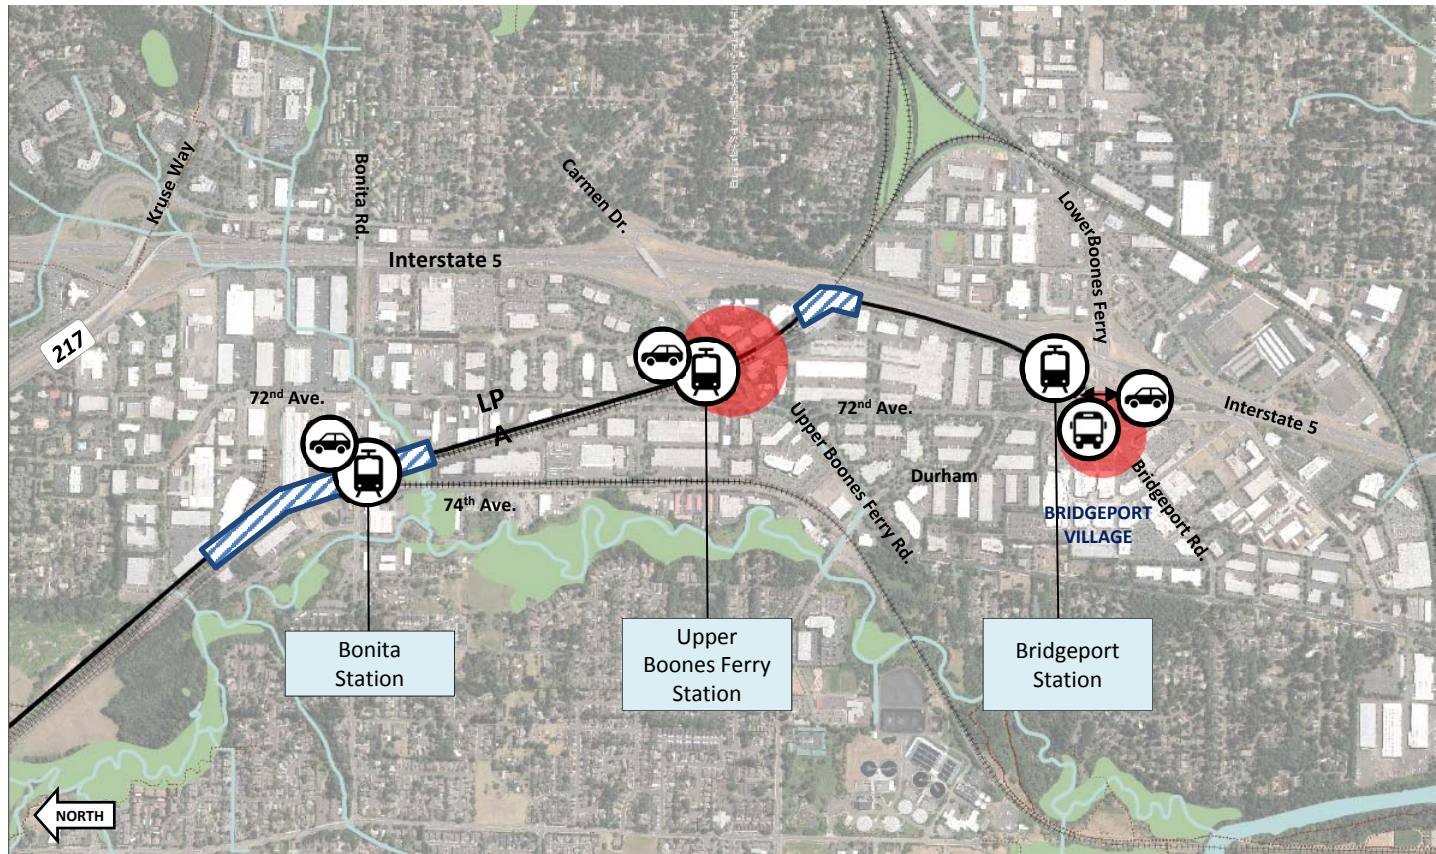 Kruse Way
Bonita Rd.
Carmen Dr.
Lower Boones Ferry
Interstate 5
217
72nd Ave.
LP
A
72nd Ave.
Upper Boones Ferry Rd.
Interstate 5
Durham
74th Ave.
BRIDGEPORT
VILLAGE
Bridgeport Rd.
Bonita
Station
Upper
Boones Ferry
Station
Bridgeport
Station
NORTH